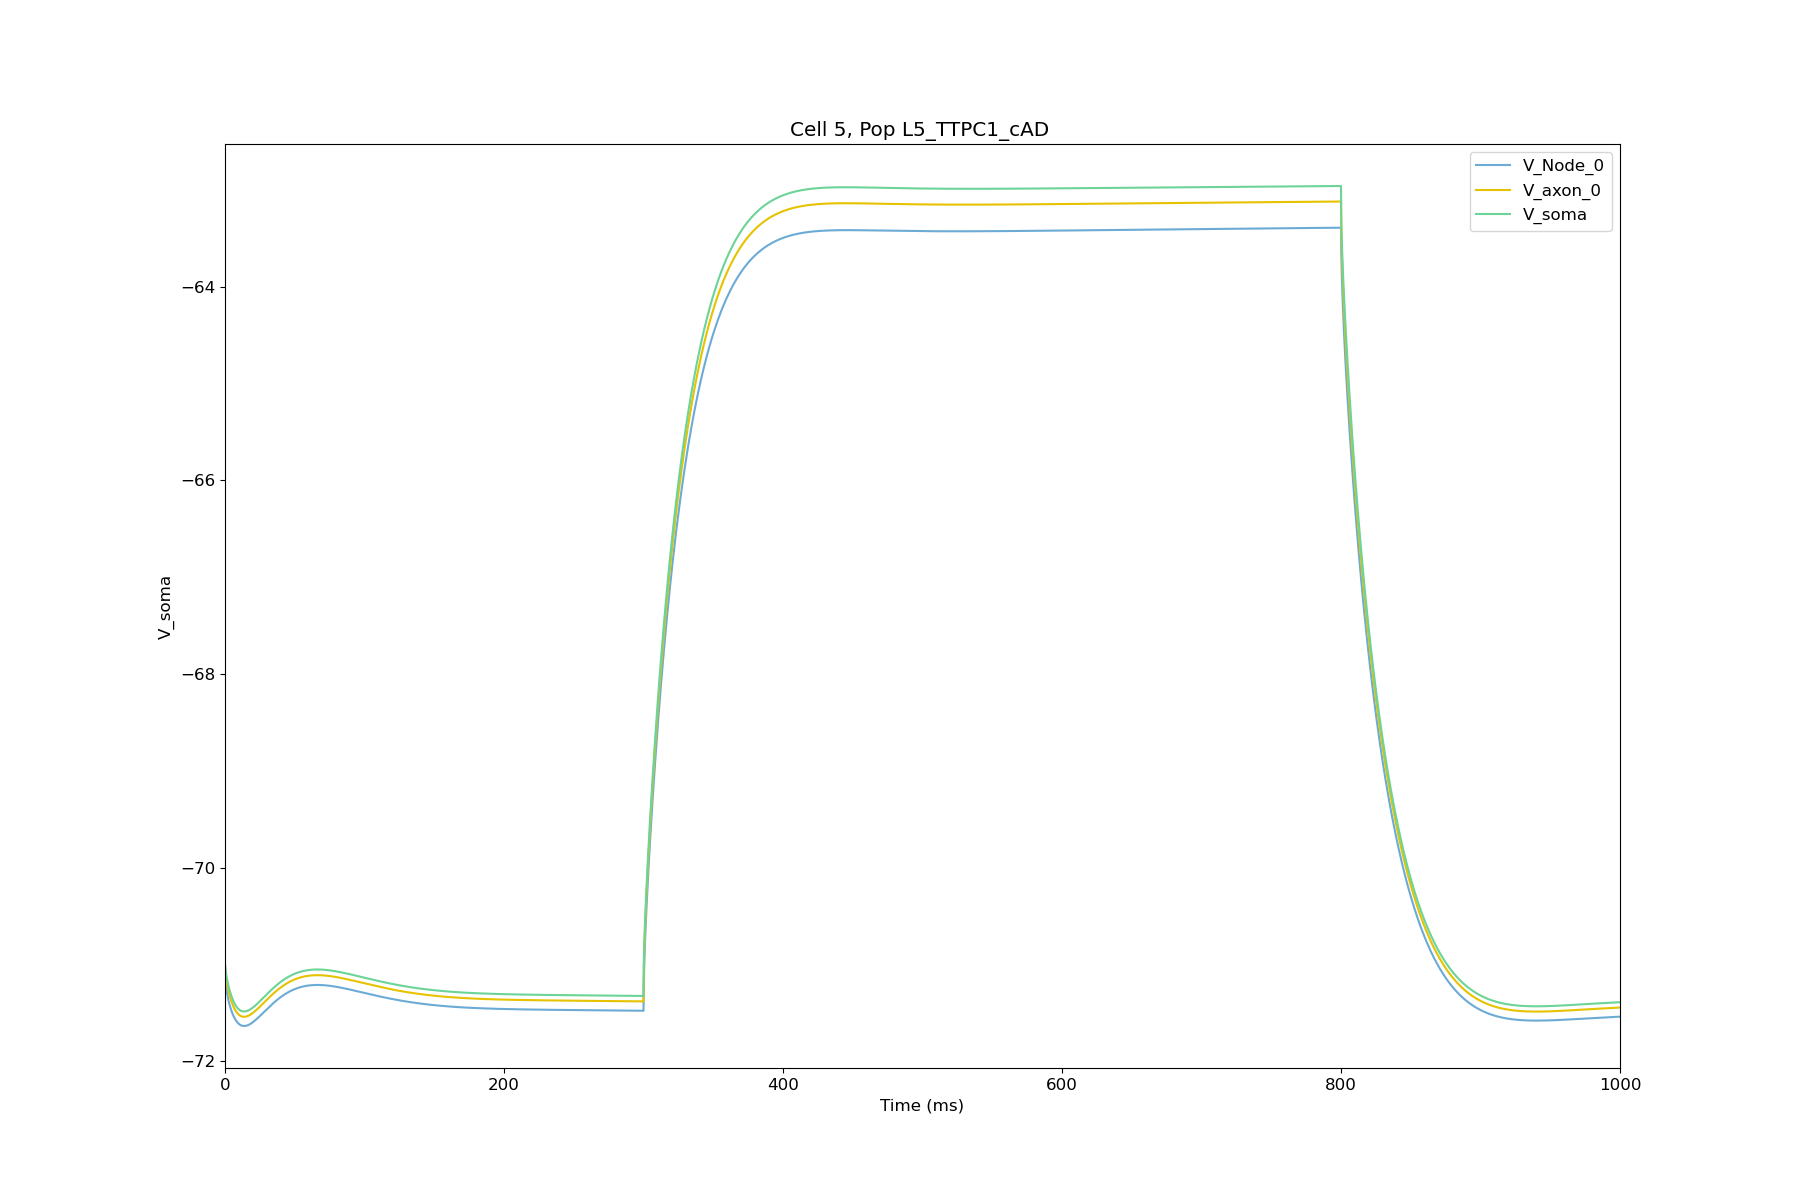 Cell 5, Pop L5_TTPC1_cAD
V_Node_0
V_axon_0
V_soma
−64
−66
−68
−70
−72
V_soma
0
200
400
600
800
1000
Time (ms)